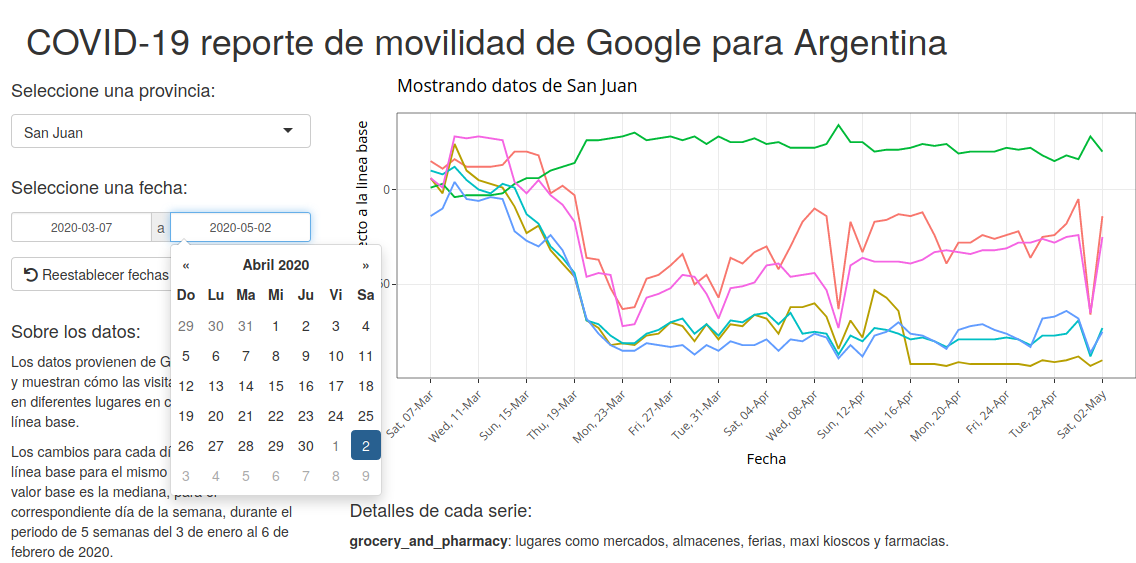 COVID-19 reporte de movilidad de Google para Argentina
Seleccione una provincia:
San Juan
Seleccione una fecha:
2020-03-07 a 2020-05-02
Reestablecer fechas
« Abril 2020 »
Do Lu Ma Mi Ju Vi Sa
29 30 31 1 2 3 4
5 6 7 8 9 10 11
12 13 14 15 16 17 18
19 20 21 22 23 24 25
26 27 28 29 30 1 2
3 4 5 6 7 8 9
Sobre los datos:
Los datos provienen de G
y muestran cómo las visita
en diferentes lugares en c
línea base.
Los cambios para cada dí
línea base para el mismo
valor base es la mediana, para el
correspondiente día de la semana, durante el
periodo de 5 semanas del 3 de enero al 6 de
febrero de 2020.
Mostrando datos de San Juan
ecto a la línea base
0
50
Sat, 07-Mar
Wed, 11-Mar
Sun, 15-Mar
Thu, 19-Mar
Mon, 23-Mar
Fri, 27-Mar
Tue, 31-Mar
Sat, 04-Apr
Wed, 08-Apr
Sun, 12-Apr
Thu, 16-Apr
Mon, 20-Apr
Fri, 24-Apr
Tue, 28-Apr
Sat, 02-May
Fecha
Detalles de cada serie:
grocery_and_pharmacy: lugares como mercados, almacenes, ferias, maxi kioscos y farmacias.